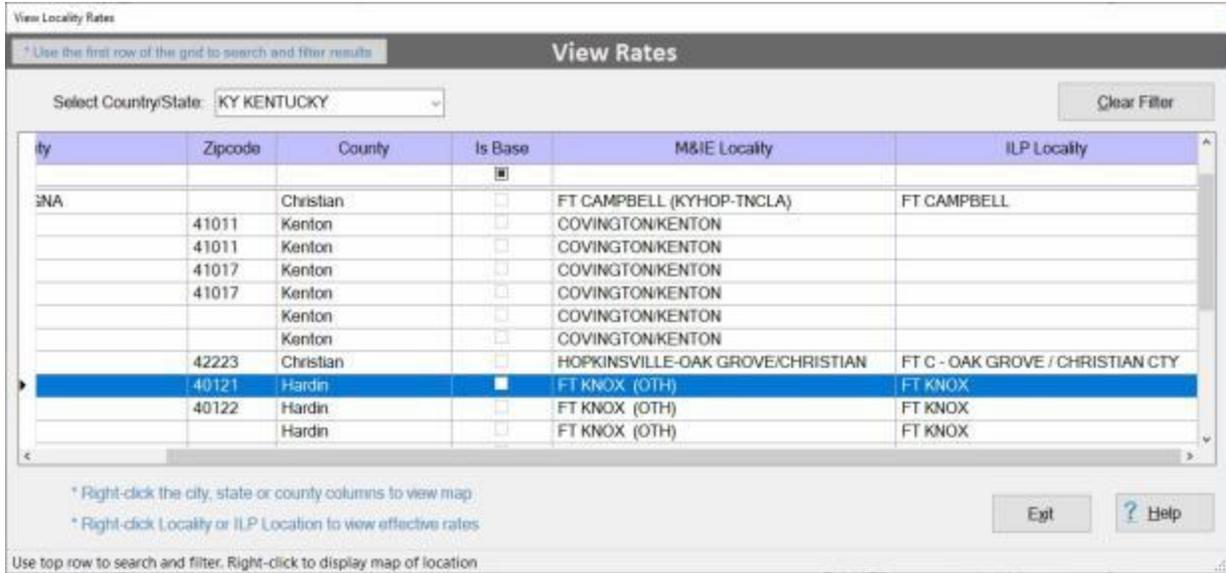 View Locality Rates
* Use the first row of the grid to search and filter results
View Rates
Select Country/State: KY KENTUCKY
Clear Filter
ity Zipcode County Is Base M&IE Locality ILP Locality
GNA Christian FT CAMPBELL (KYHOP-TNCLA) FT CAMPBELL
41011 Kenton COVINGTON/KENTON
41011 Kenton COVINGTON/KENTON
41017 Kenton COVINGTON/KENTON
41017 Kenton COVINGTON/KENTON
Kenton COVINGTON/KENTON
Kenton COVINGTON/KENTON
42223 Christian HOPKINSVILLE-OAK GROVE/CHRISTIAN FT C - OAK GROVE / CHRISTIAN CTY
40121 Hardin FT KNOX (OTH) FT KNOX
40122 Hardin FT KNOX (OTH) FT KNOX
Hardin FT KNOX (OTH) FT KNOX
* Right-click the city, state or county columns to view map
* Right-click Locality or ILP Location to view effective rates
Exit
? Help
Use top row to search and filter. Right-click to display map of location